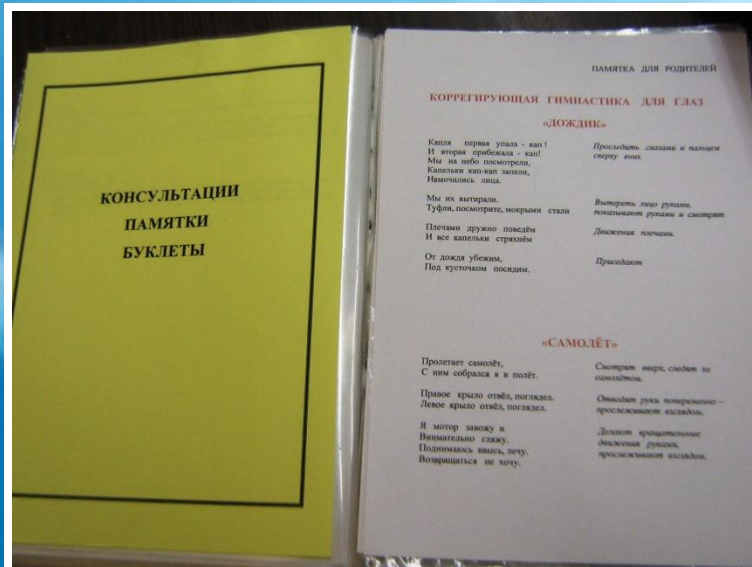 КОНСУЛЬТАЦИИ
ПАМЯТКИ
БУКЛЕТЫ
ПАМЯТКА ДЛЯ РОДИТЕЛЕЙ
КОРРЕГИРУЮЩАЯ ГИМНАСТИКА ДЛЯ ГЛАЗ
«ДОЖДИК»
Капля первая упала - кап!
И вторая прибежала - кап!
Мы на небо посмотрели,
Капельки кап-кап запели,
Намочились лица.
Проследить глазами и пальцем
сверху вниз.
Мы их вытирали.
Туфли, посмотрите, мокрыми стали
Вытереть лицо руками,
показывают руками и смотрят
Плечами дружно поведём
И все капельки стряхнём
Движения плечами.
От дождя убежим,
Под кусточком посидим.
Приседают
«САМОЛЁТ»
Пролетает самолёт,
С ним собрался я в полёт.
Смотрят вверх, следят за
самолётом.
Правое крыло отвёл, поглядел.
Левое крыло отвёл, поглядел.
Отводят руки попеременно –
прослеживают взглядом.
Я мотор завожу и
Внимательно гляжу.
Поднимаюсь ввысь, лечу.
Возвращаться не хочу.
Делают вращательные
движения руками,
прослеживают взглядом.